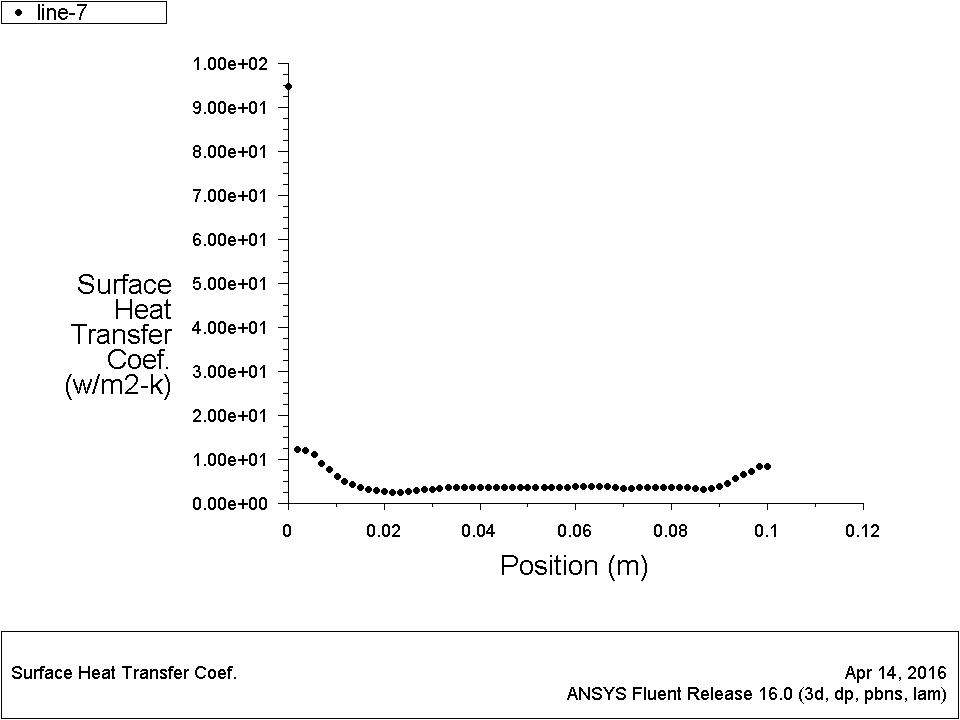 line-7
1.00e+02
9.00e+01
8.00e+01
7.00e+01
6.00e+01
5.00e+01
4.00e+01
3.00e+01
2.00e+01
1.00e+01
0.00e+00
Surface
Heat
Transfer
Coef.
(w/m2-k)
0 0.02 0.04 0.06 0.08 0.1 0.12
Position (m)
Surface Heat Transfer Coef.
Apr 14, 2016
ANSYS Fluent Release 16.0 (3d, dp, pbns, lam)